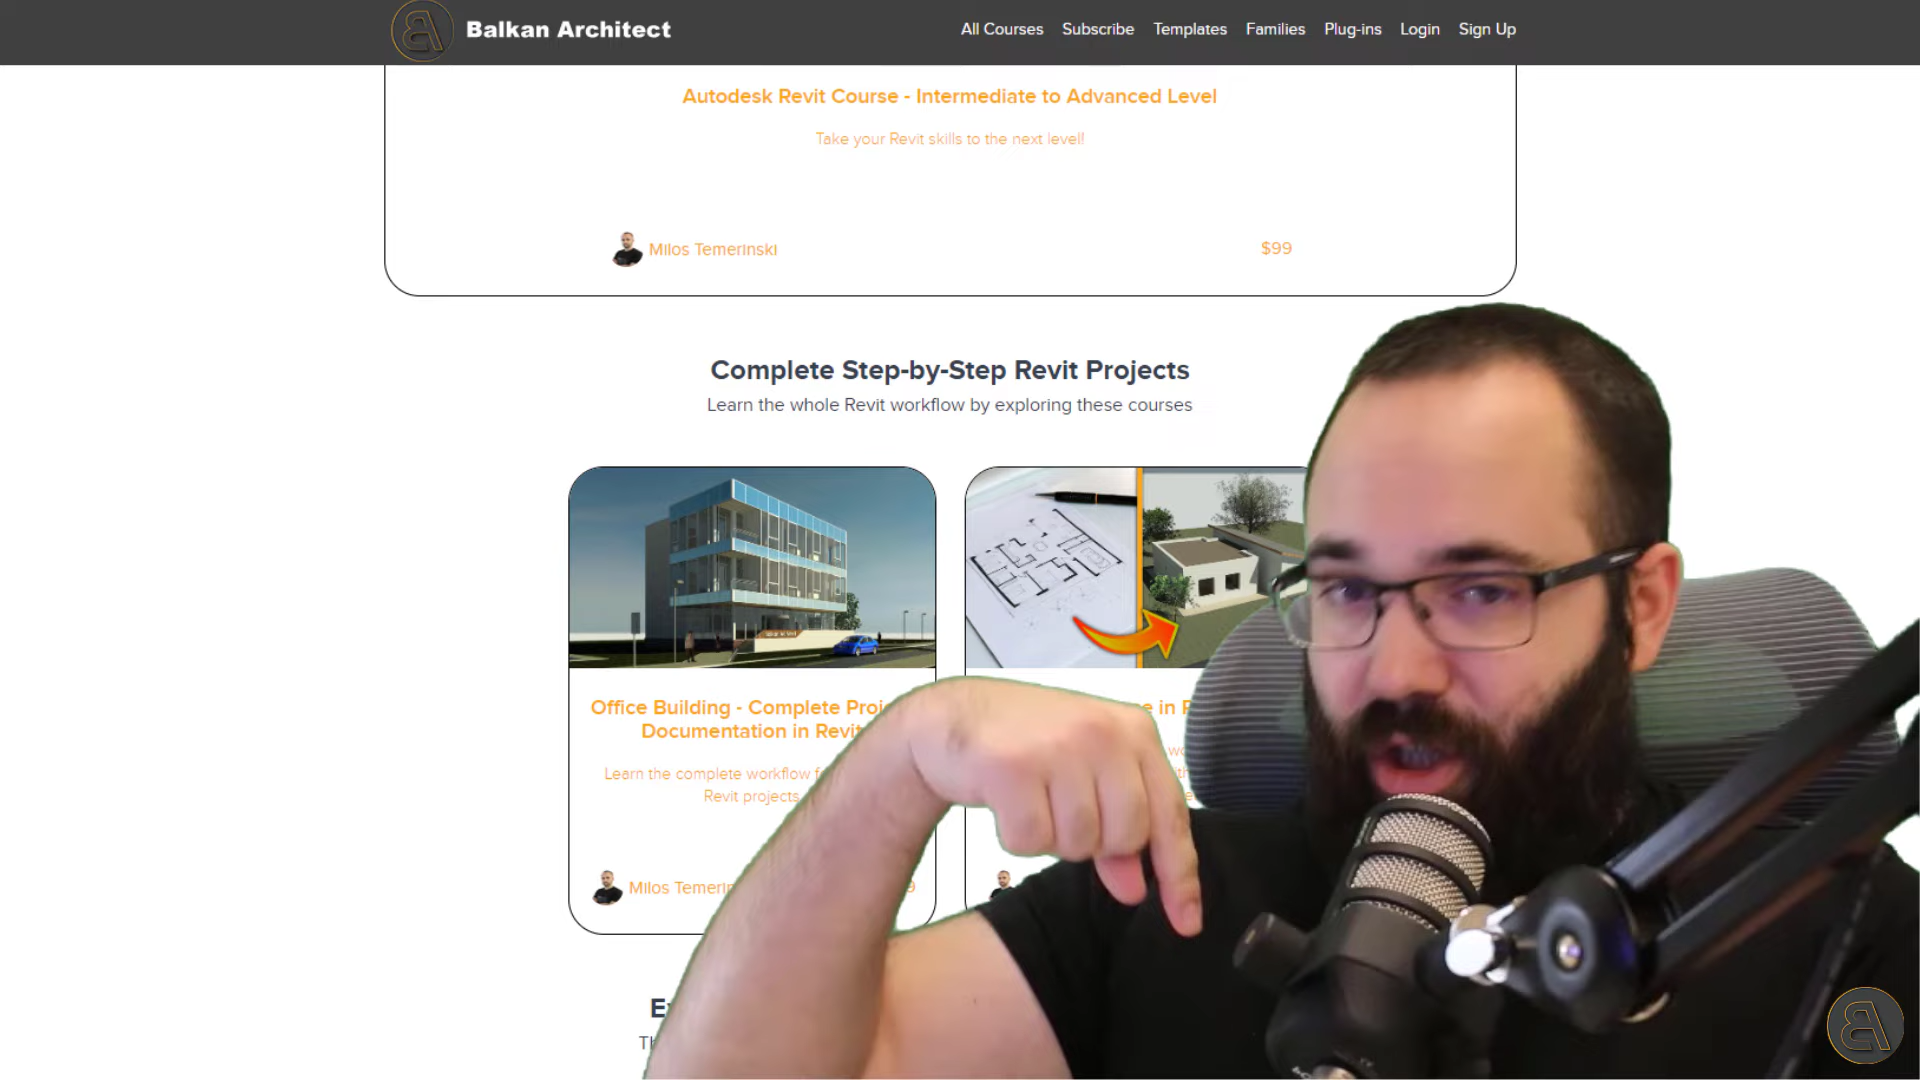 Balkan Architect
All Courses Subscribe Templates Families Plug-ins Login Sign Up
Autodesk Revit Course - Intermediate to Advanced Level
Take your Revit skills to the next level!
Milos Temerinski
$99
Complete Step-by-Step Revit Projects
Learn the whole Revit workflow by exploring these courses
Office Building - Complete
Documentation in Revit
Learn the complete workflow
Revit projects
Milos
in